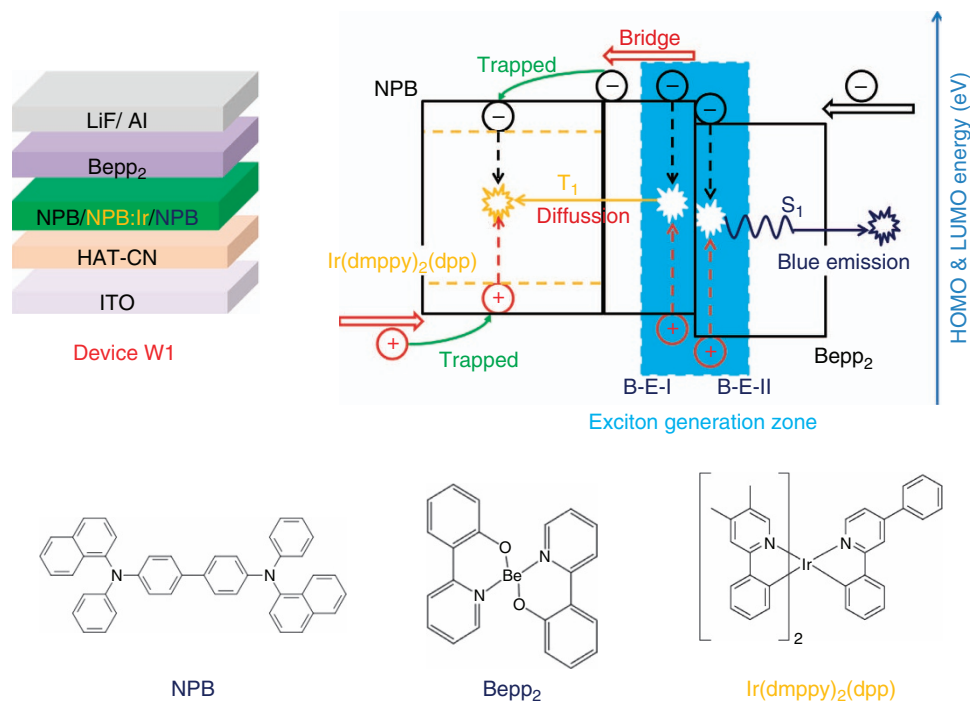 LiF/ Al
Bepp2
NPB/NPB:Ir/NPB
HAT-CN
ITO
Device W1
Bridge
Trapped
NPB
−
−
−
−
−
T1
Diffussion
S1
Ir(dmppy)2(dpp)
Blue emission
+
+
+
+
Trapped
Bepp2
B-E-I
B-E-II
Exciton generation zone
HOMO & LUMO energy (eV)
N
N
NPB
O
N
Be
N
O
Bepp2
N
N
Ir
2
Ir(dmppy)2(dpp)